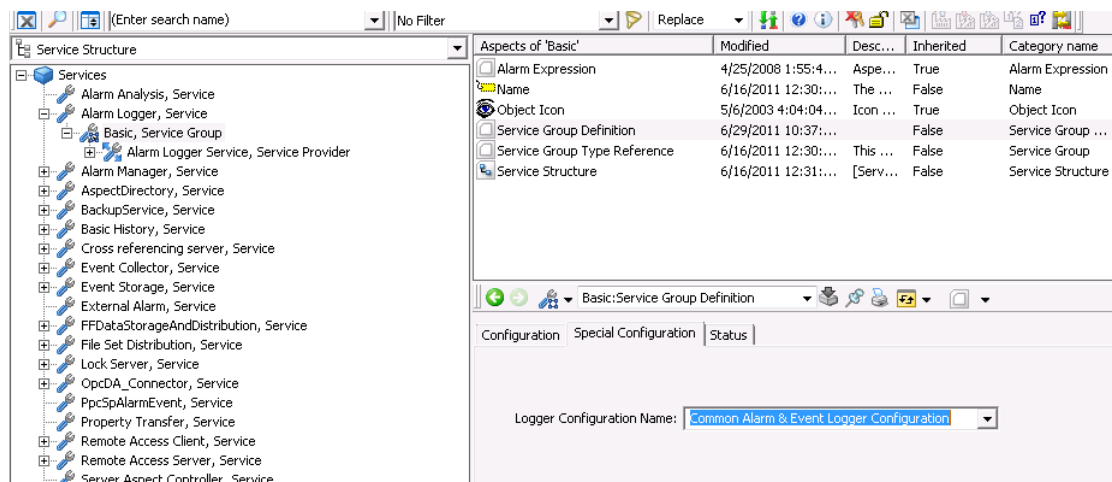 (Enter search name) No Filter Replace
Service Structure
Services
Alarm Analysis, Service
Alarm Logger, Service
Basic, Service Group
Alarm Logger Service, Service Provider
Alarm Manager, Service
AspectDirectory, Service
BackupService, Service
Basic History, Service
Cross referencing server, Service
Event Collector, Service
Event Storage, Service
External Alarm, Service
FFDataStorageAndDistribution, Service
File Set Distribution, Service
Lock Server, Service
OpcDA_Connector, Service
PpcSpAlarmEvent, Service
Property Transfer, Service
Remote Access Client, Service
Remote Access Server, Service
Server Aspect Controller, Service
Aspects of 'Basic' Modified Desc... Inherited Category name
Alarm Expression 4/25/2008 1:55:4... Aspe... True Alarm Expression
Name 6/16/2011 12:30:... The ... False Name
Object Icon 5/6/2003 4:04:04... Icon ... True Object Icon
Service Group Definition 6/29/2011 10:37:... False Service Group ...
Service Group Type Reference 6/16/2011 12:30:... This ... False Service Group
Service Structure 6/16/2011 12:31:... [Serv... False Service Structure
Basic:Service Group Definition
Configuration Special Configuration Status
Logger Configuration Name: Common Alarm & Event Logger Configuration